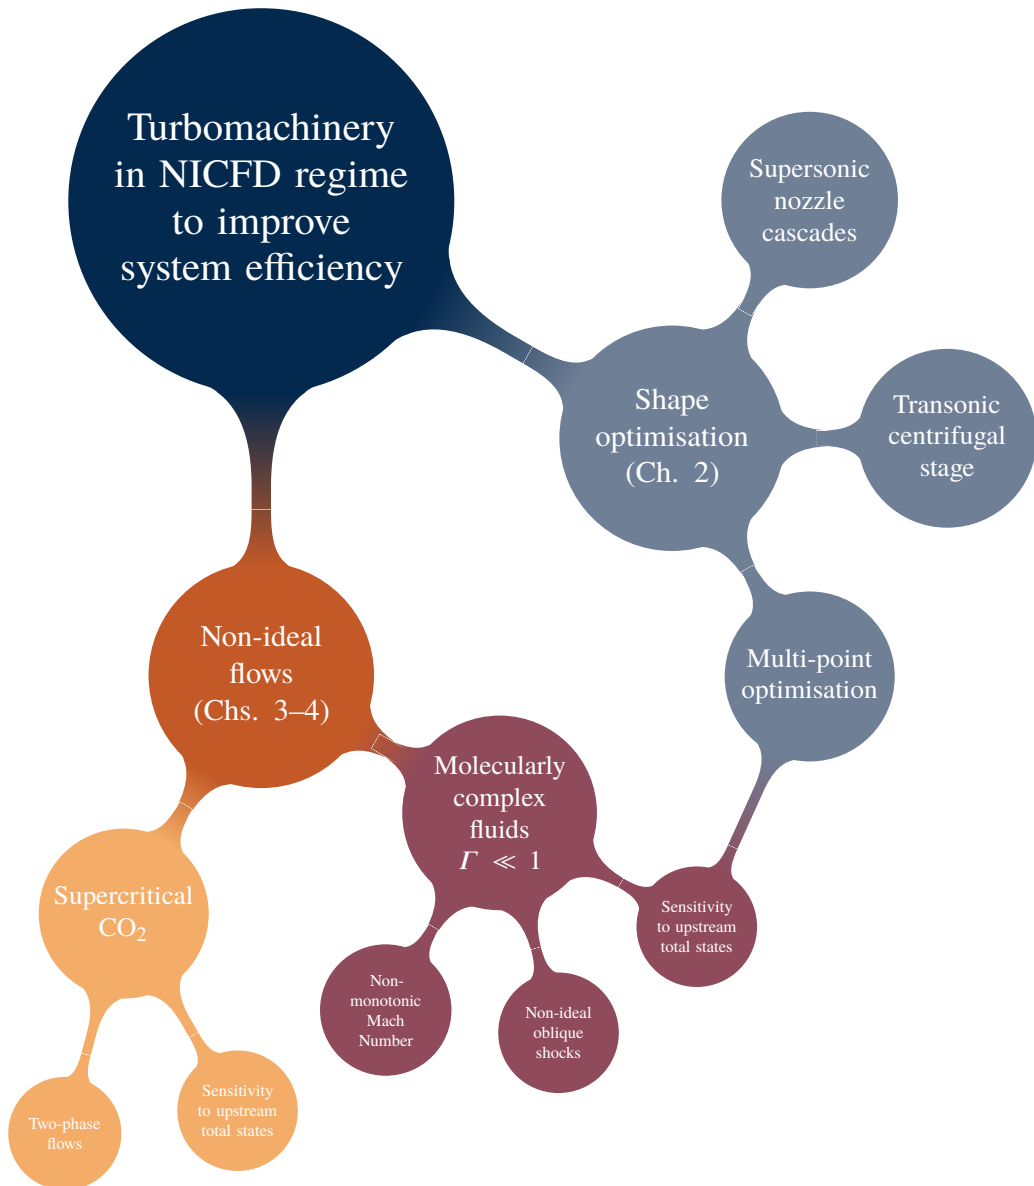 Turbomachinery
in NICFD regime
to improve
system efficiency
Supersonic
nozzle
cascades
Shape
optimisation
(Ch. 2)
Transonic
centrifugal
stage
Non-ideal
flows
(Chs. 3–4)
Multi-point
optimisation
Molecularly
complex
fluids
Γ ≪ 1
Supercritical
CO₂
Sensitivity
to upstream
total states
Non-
monotonic
Mach
Number
Non-ideal
oblique
shocks
Two-phase
flows
Sensitivity
to upstream
total states